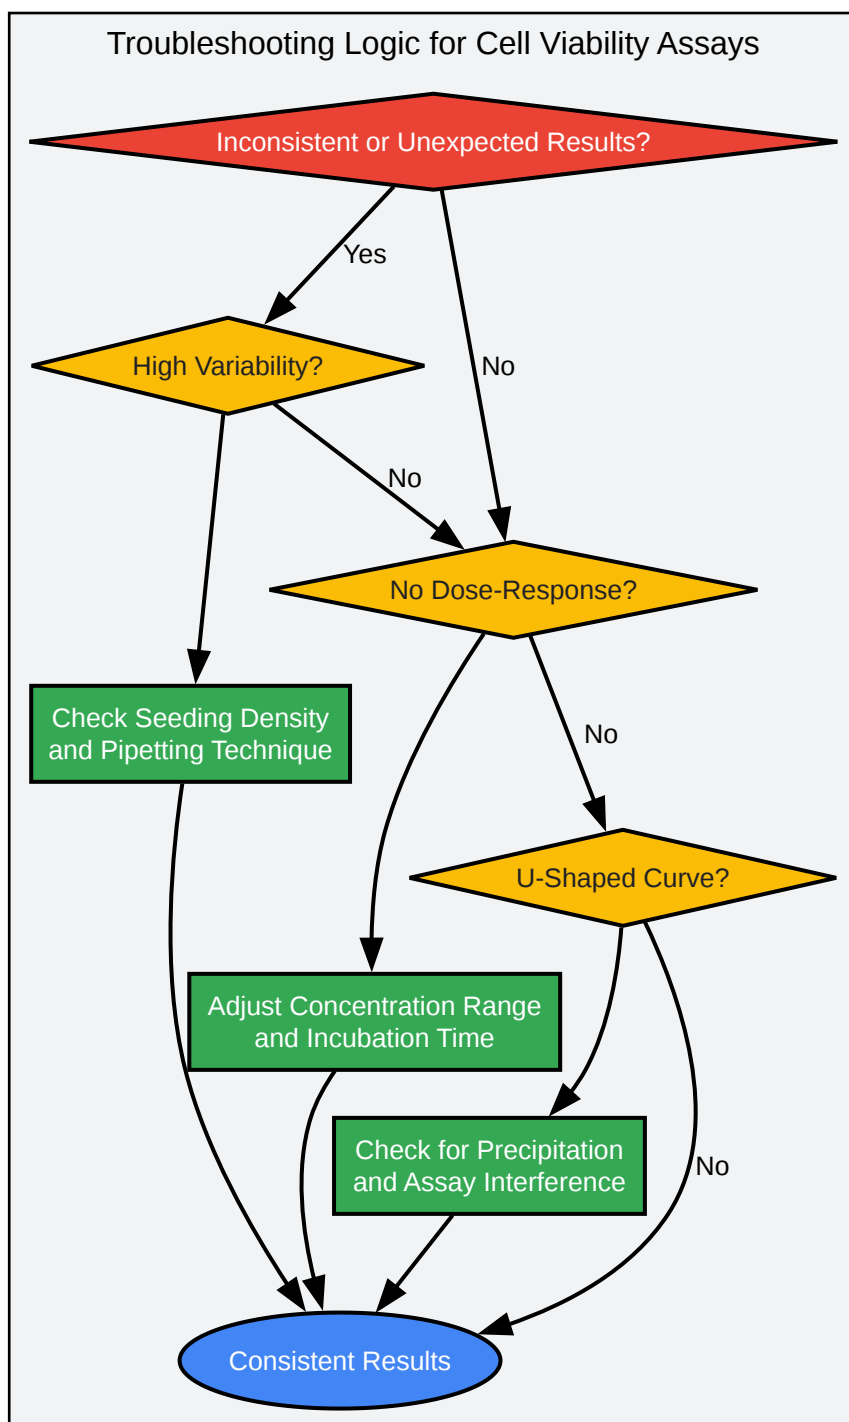 Troubleshooting Logic for Cell Viability Assays
Inconsistent or Unexpected Results?
Yes
High Variability?
No
No
No Dose-Response?
Check Seeding Density
and Pipetting Technique
No
U-Shaped Curve?
Adjust Concentration Range
and Incubation Time
Check for Precipitation
and Assay Interference
No
Consistent Results